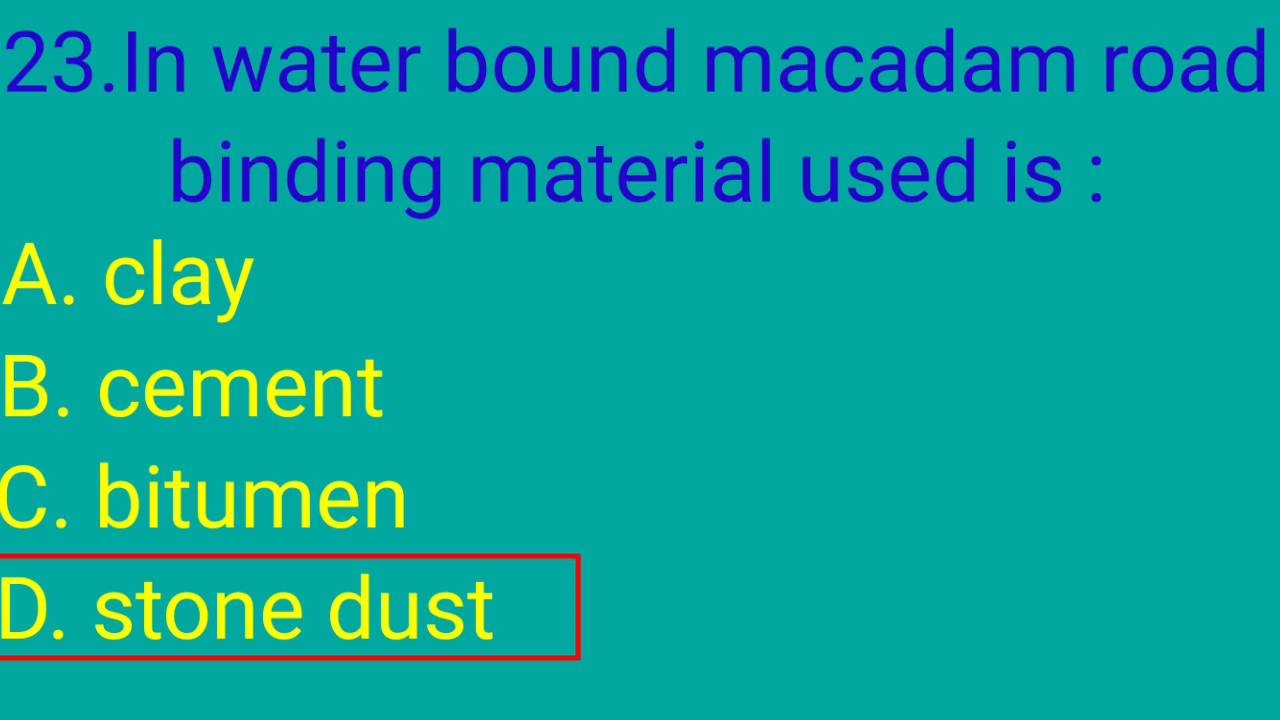 23.In water bound macadam road
binding material used is :
A. clay
B. cement
C. bitumen
D. stone dust